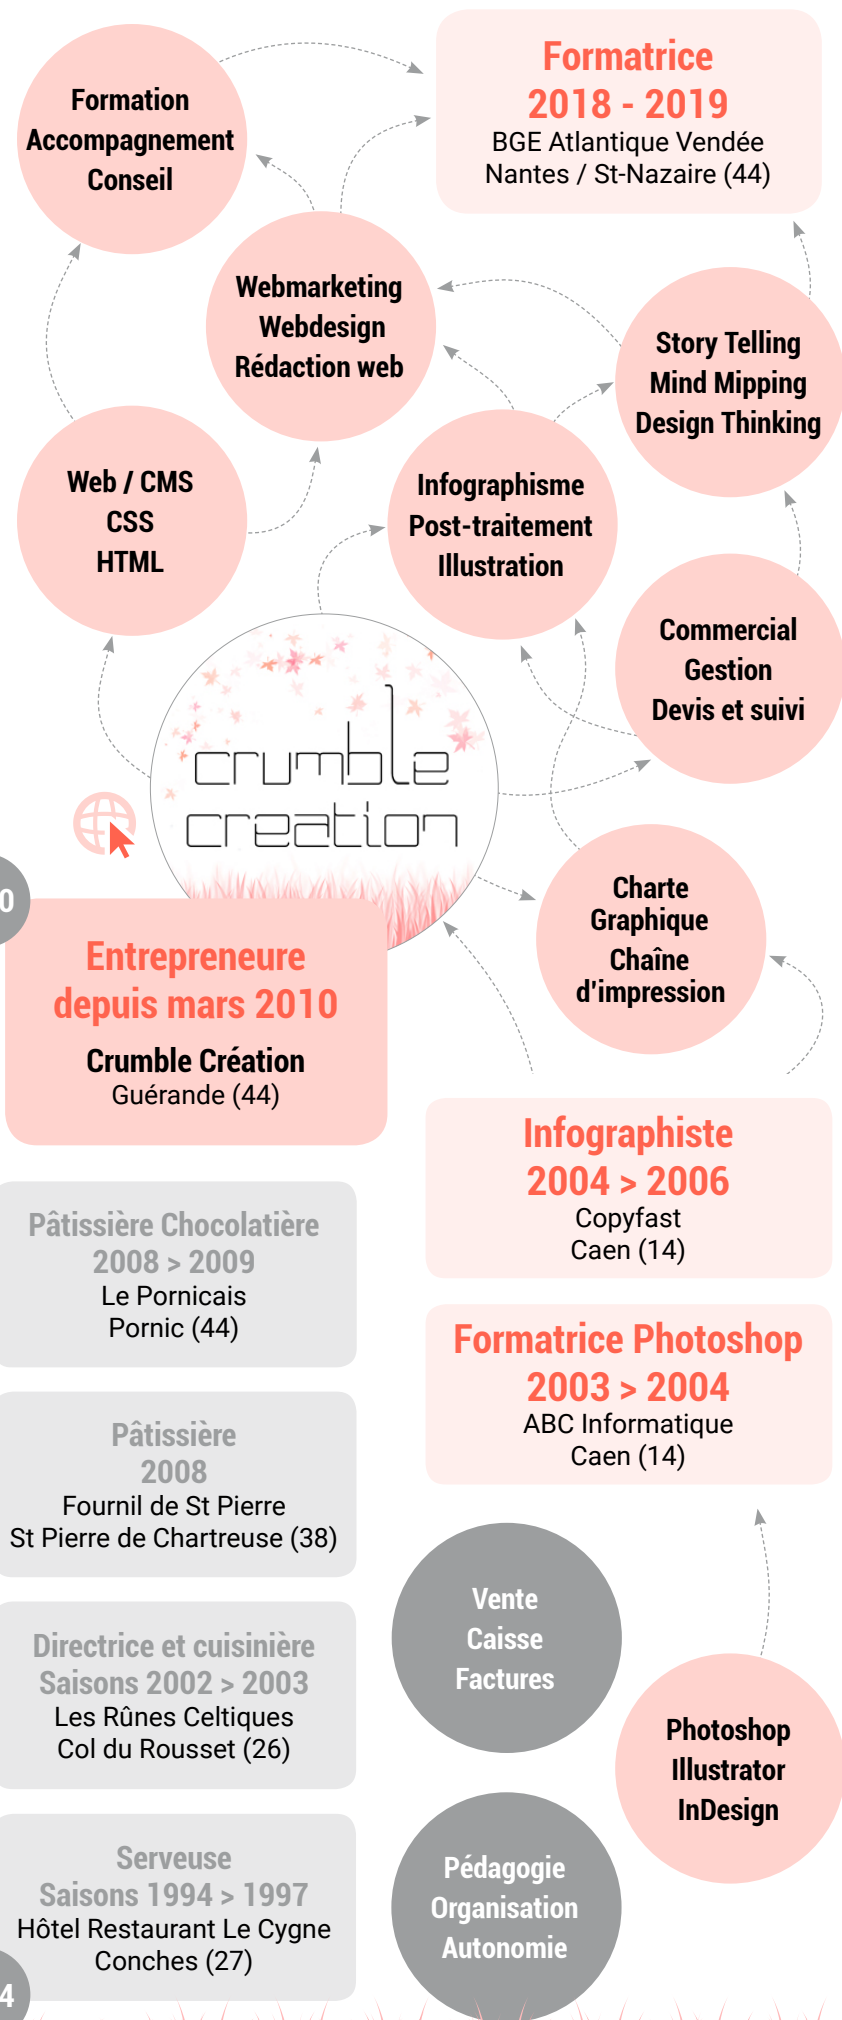 Formation
Accompagnement
Conseil
Formatrice
2018 - 2019
BGE Atlantique Vendée
Nantes / St-Nazaire (44)
Webmarketing
Webdesign
Rédaction web
Story Telling
Mind Mipping
Design Thinking
Web / CMS
CSS
HTML
Infographisme
Post-traitement
Illustration
Commercial
Gestion
Devis et suivi
crumble
creation
Charte
Graphique
Chaîne
d'impression
0
Entrepreneure
depuis mars 2010
Crumble Création
Guérande (44)
Infographiste
2004 > 2006
Copyfast
Caen (14)
Pâtissière Chocolatière
2008 > 2009
Le Pornicais
Pornic (44)
Formatrice Photoshop
2003 > 2004
ABC Informatique
Caen (14)
Pâtissière
2008
Fournil de St Pierre
St Pierre de Chartreuse (38)
Vente
Caisse
Factures
Directrice et cuisinière
Saisons 2002 > 2003
Les Rûnes Celtiques
Col du Rousset (26)
Photoshop
Illustrator
InDesign
Serveuse
Saisons 1994 > 1997
Hôtel Restaurant Le Cygne
Conches (27)
Pédagogie
Organisation
Autonomie
4